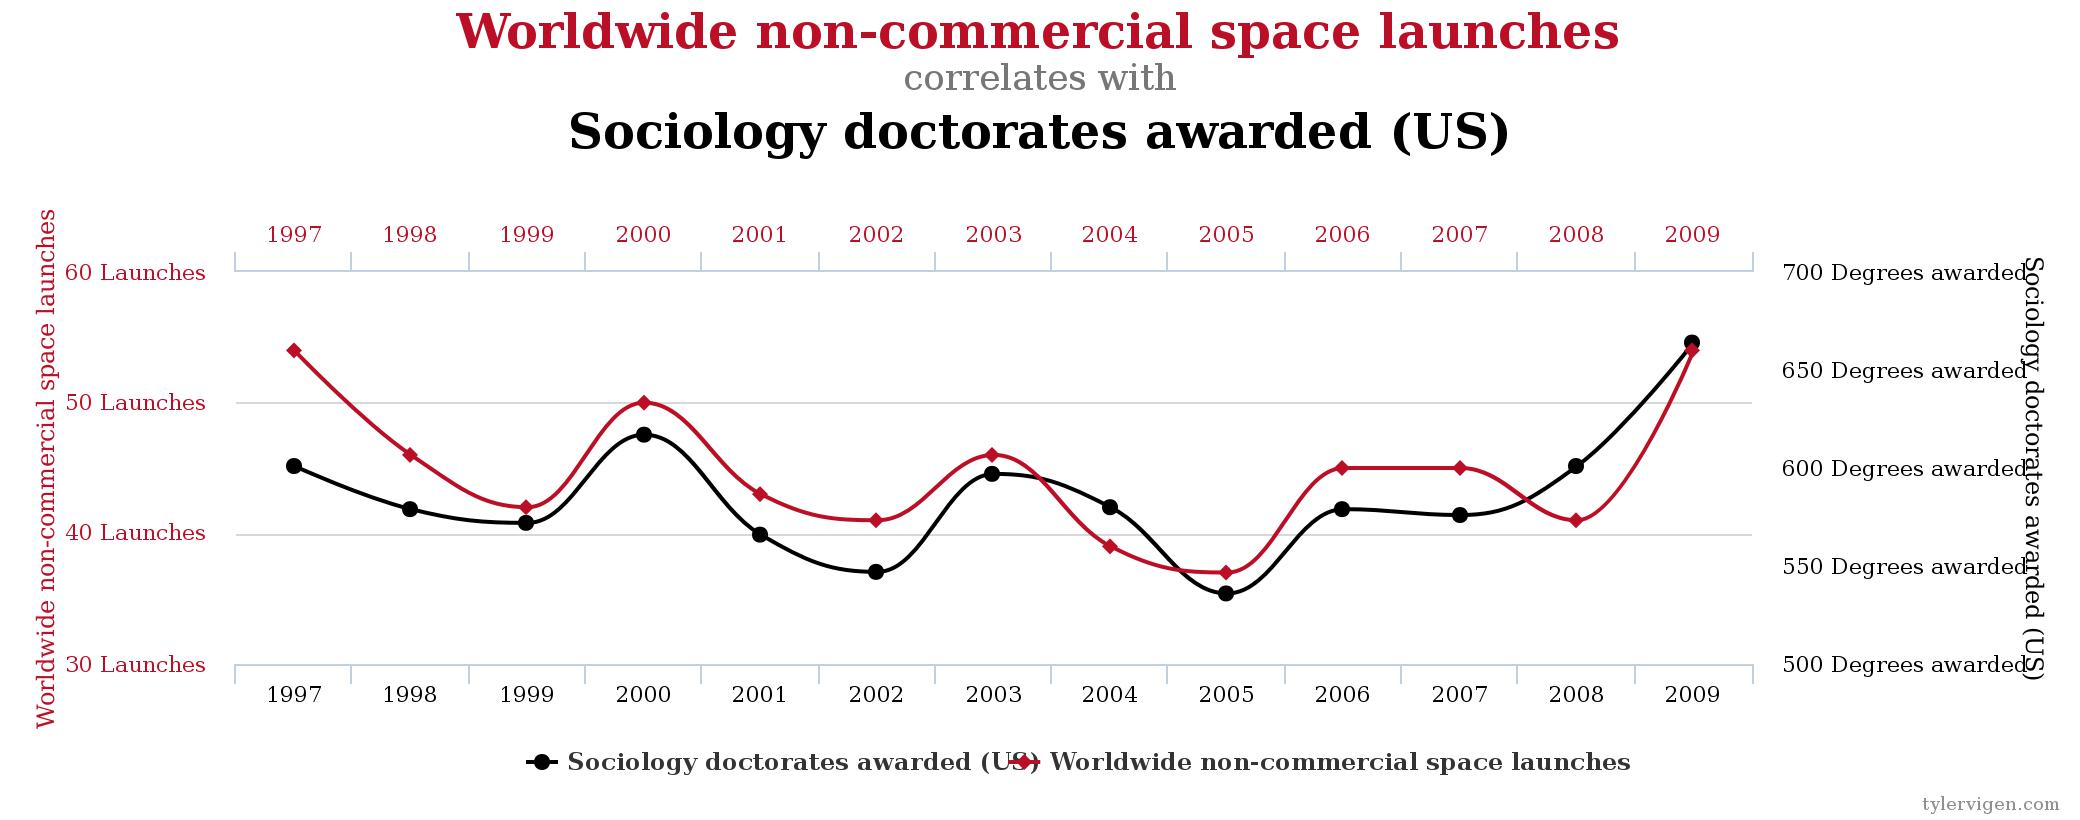 Worldwide non-commercial space launches
correlates with
Sociology doctorates awarded (US)
1997 1998 1999 2000 2001 2002 2003 2004 2005 2006 2007 2008 2009
Worldwide non-commercial space launches
60 Launches
50 Launches
40 Launches
30 Launches
700 Degrees awarded
650 Degrees awarded
600 Degrees awarded
550 Degrees awarded
500 Degrees awarded
Sociology doctorates awarded (US)
1997 1998 1999 2000 2001 2002 2003 2004 2005 2006 2007 2008 2009
Sociology doctorates awarded (US) Worldwide non-commercial space launches
tylervigen.com